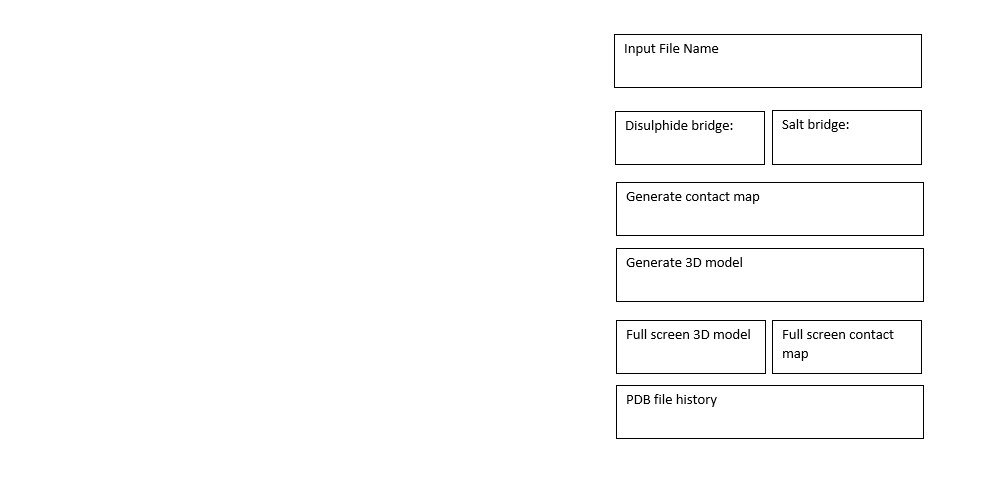 Input File Name
Disulphide bridge:
Salt bridge:
Generate contact map
Generate 3D model
Full screen 3D model
Full screen contact
map
PDB file history